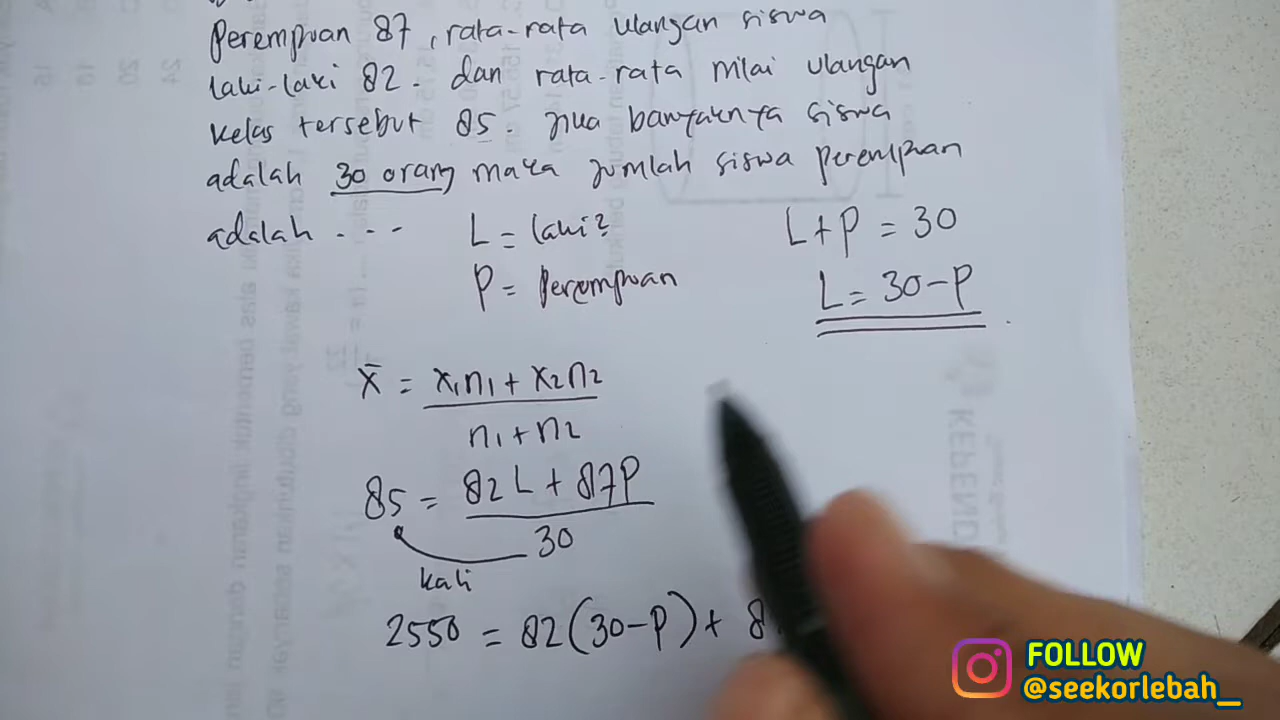 Perempuan 87, rata-rata ulangan siswa
laki-laki 82. dan rata-rata nilai ulangan
kelas tersebut 85. jika banyaknya siswa
adalah 30 orang maka jumlah siswa perempuan
adalah ...
L = laki2
P = Perempuan
L+P = 30
L = 30-P
x̄ = x₁n₁ + x₂n₂
n₁ + n₂
85 = 82 L + 87P
30
kali
2550 = 82(30-P) + 8
FOLLOW
@seekorlebah_